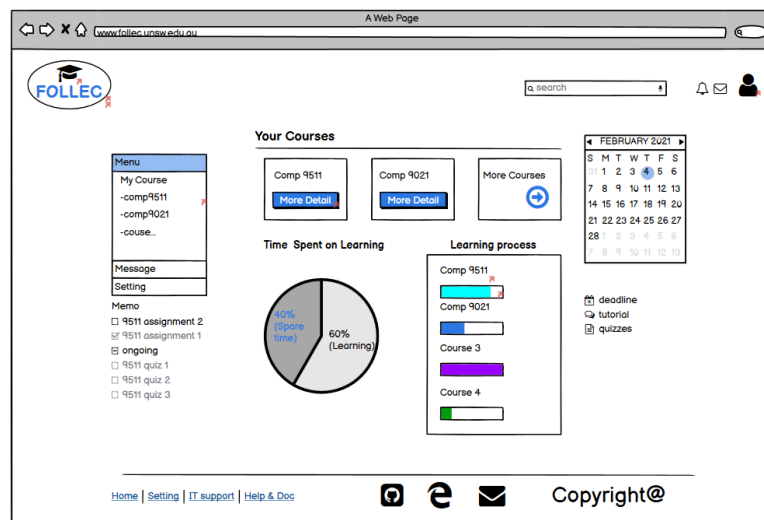 A Web Page
www.follec.unsw.edu.au
FOLLEC
search
Your Courses
Menu
My Course
-comp9511
-comp9021
-couse...
Message
Setting
Memo
9511 assignment 2
9511 assignment 1
ongoing
9511 quiz 1
9511 quiz 2
9511 quiz 3
Comp 9511
More Detail
Comp 9021
More Detail
More Courses
Time Spent on Learning
40%
(Spare
time)
60%
(Learning)
Learning process
Comp 9511
Comp 9021
Course 3
Course 4
FEBRUARY 2021
S M T W T F S
31 1 2 3 4 5 6
7 8 9 10 11 12 13
14 15 16 17 18 19 20
21 22 23 24 25 26 27
28 1 2 3 4 5 6
7 8 9 10 11 12 13
deadline
tutorial
quizzes
Home | Setting | IT support | Help & Doc
Copyright@